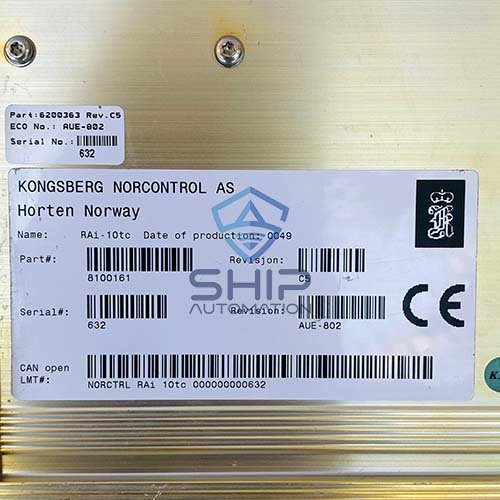 Part:6200363 Rev.C5
ECO No.: AUE-802
Serial No.:
632
KONGSBERG NORCONTROL AS
Horten Norway
Name: RAi-10tc Date of production: 0049
Part#: Revisjon:
8100161 C5
SHIP
AUTOMATION
Serial#: Revision:
632 AUE-802
CAN open
LMT#:
NORCTRL RAi 10tc 000000000632
CE